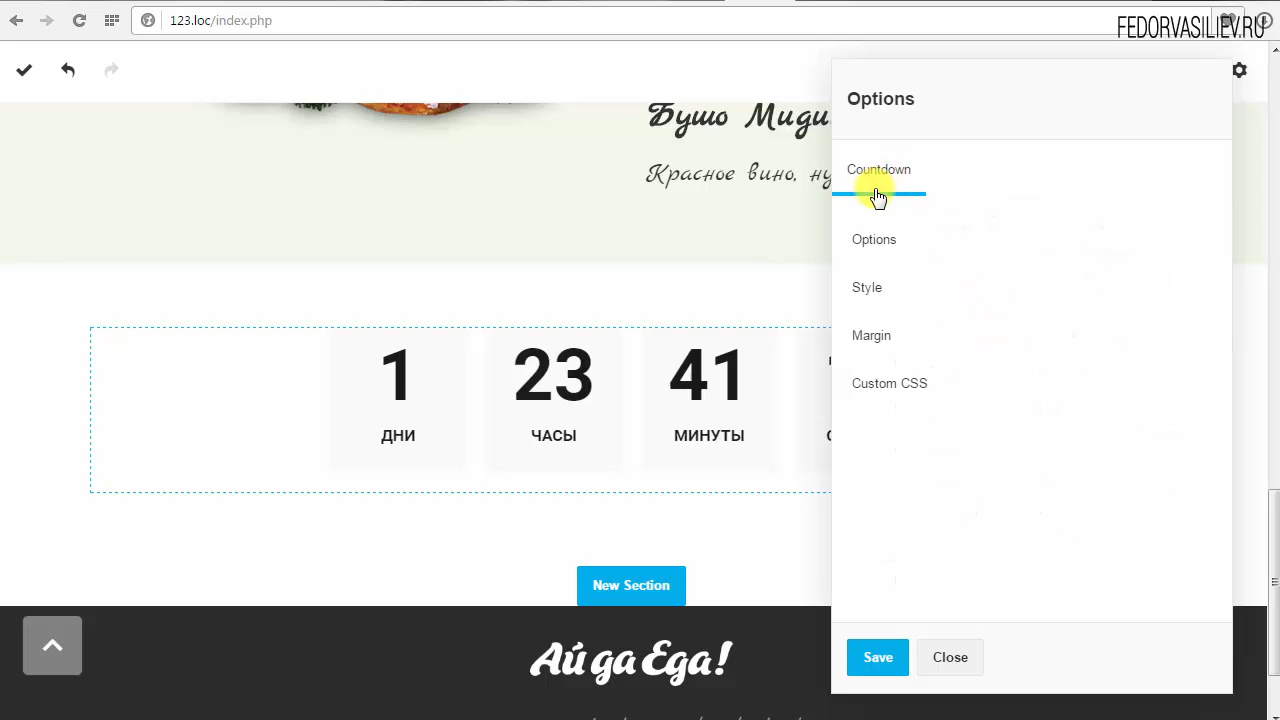 123.loc/index.php
FEDORVASILIEV.RU
Options
Бушо Миди
Countdown
Красное вино, ну
Options
Style
Margin
Custom CSS
1 23 41
ДНИ ЧАСЫ МИНУТЫ
New Section
Ай да Еда!
Save Close